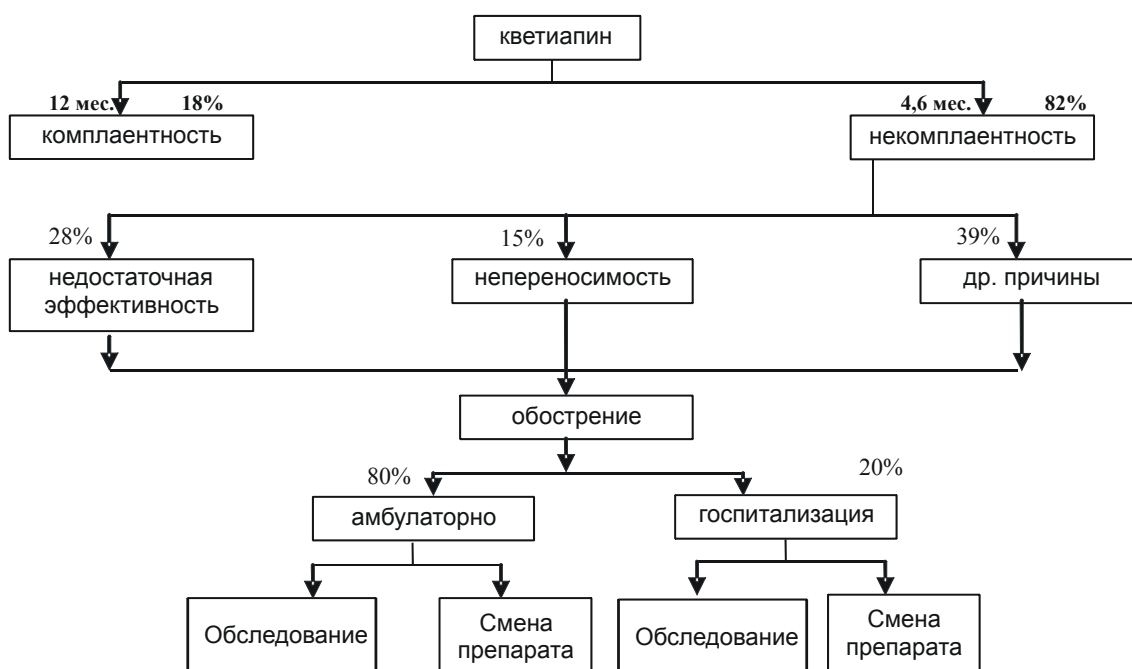 кветиапин
12 мес. 18%
комплаентность
4,6 мес. 82%
некомплаентность
28%
недостаточная
эффективность
15%
непереносимость
39%
др. причины
обострение
80%
амбулаторно
20%
госпитализация
Обследование
Смена
препарата
Обследование
Смена
препарата